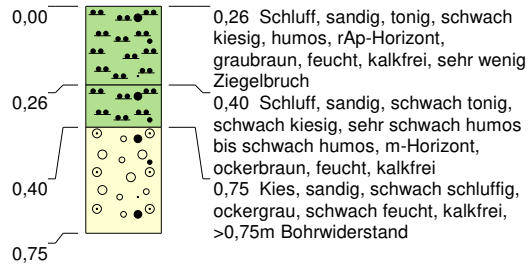 0,00
0,26
0,40
0,75
0,26 Schluff, sandig, tonig, schwach
kiesig, humos, rAp-Horizont,
graubraun, feucht, kalkfrei, sehr wenig
Ziegelbruch
0,40 Schluff, sandig, schwach tonig,
schwach kiesig, sehr schwach humos
bis schwach humos, m-Horizont,
ockerbraun, feucht, kalkfrei
0,75 Kies, sandig, schwach schluffig,
ockergrau, schwach feucht, kalkfrei,
>0,75m Bohrwiderstand